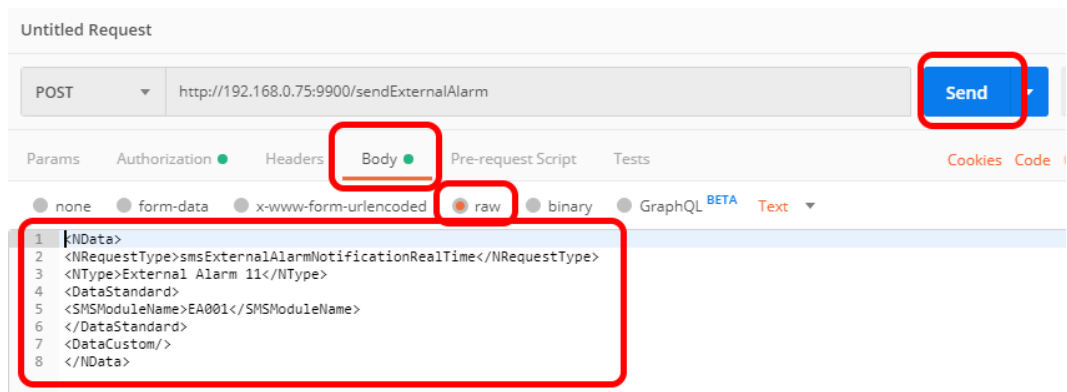 Untitled Request
POST http://192.168.0.75:9900/sendExternalAlarm Send
Params Authorization Headers Body Pre-request Script Tests Cookies Code
none form-data x-www-form-urlencoded raw binary GraphQL BETA Text
1 <NData>
2 <NRequestType>smsExternalAlarmNotificationRealTime</NRequestType>
3 <NType>External Alarm 11</NType>
4 <DataStandard>
5 <SMSModuleName>EA001</SMSModuleName>
6 </DataStandard>
7 <DataCustom/>
8 </NData>